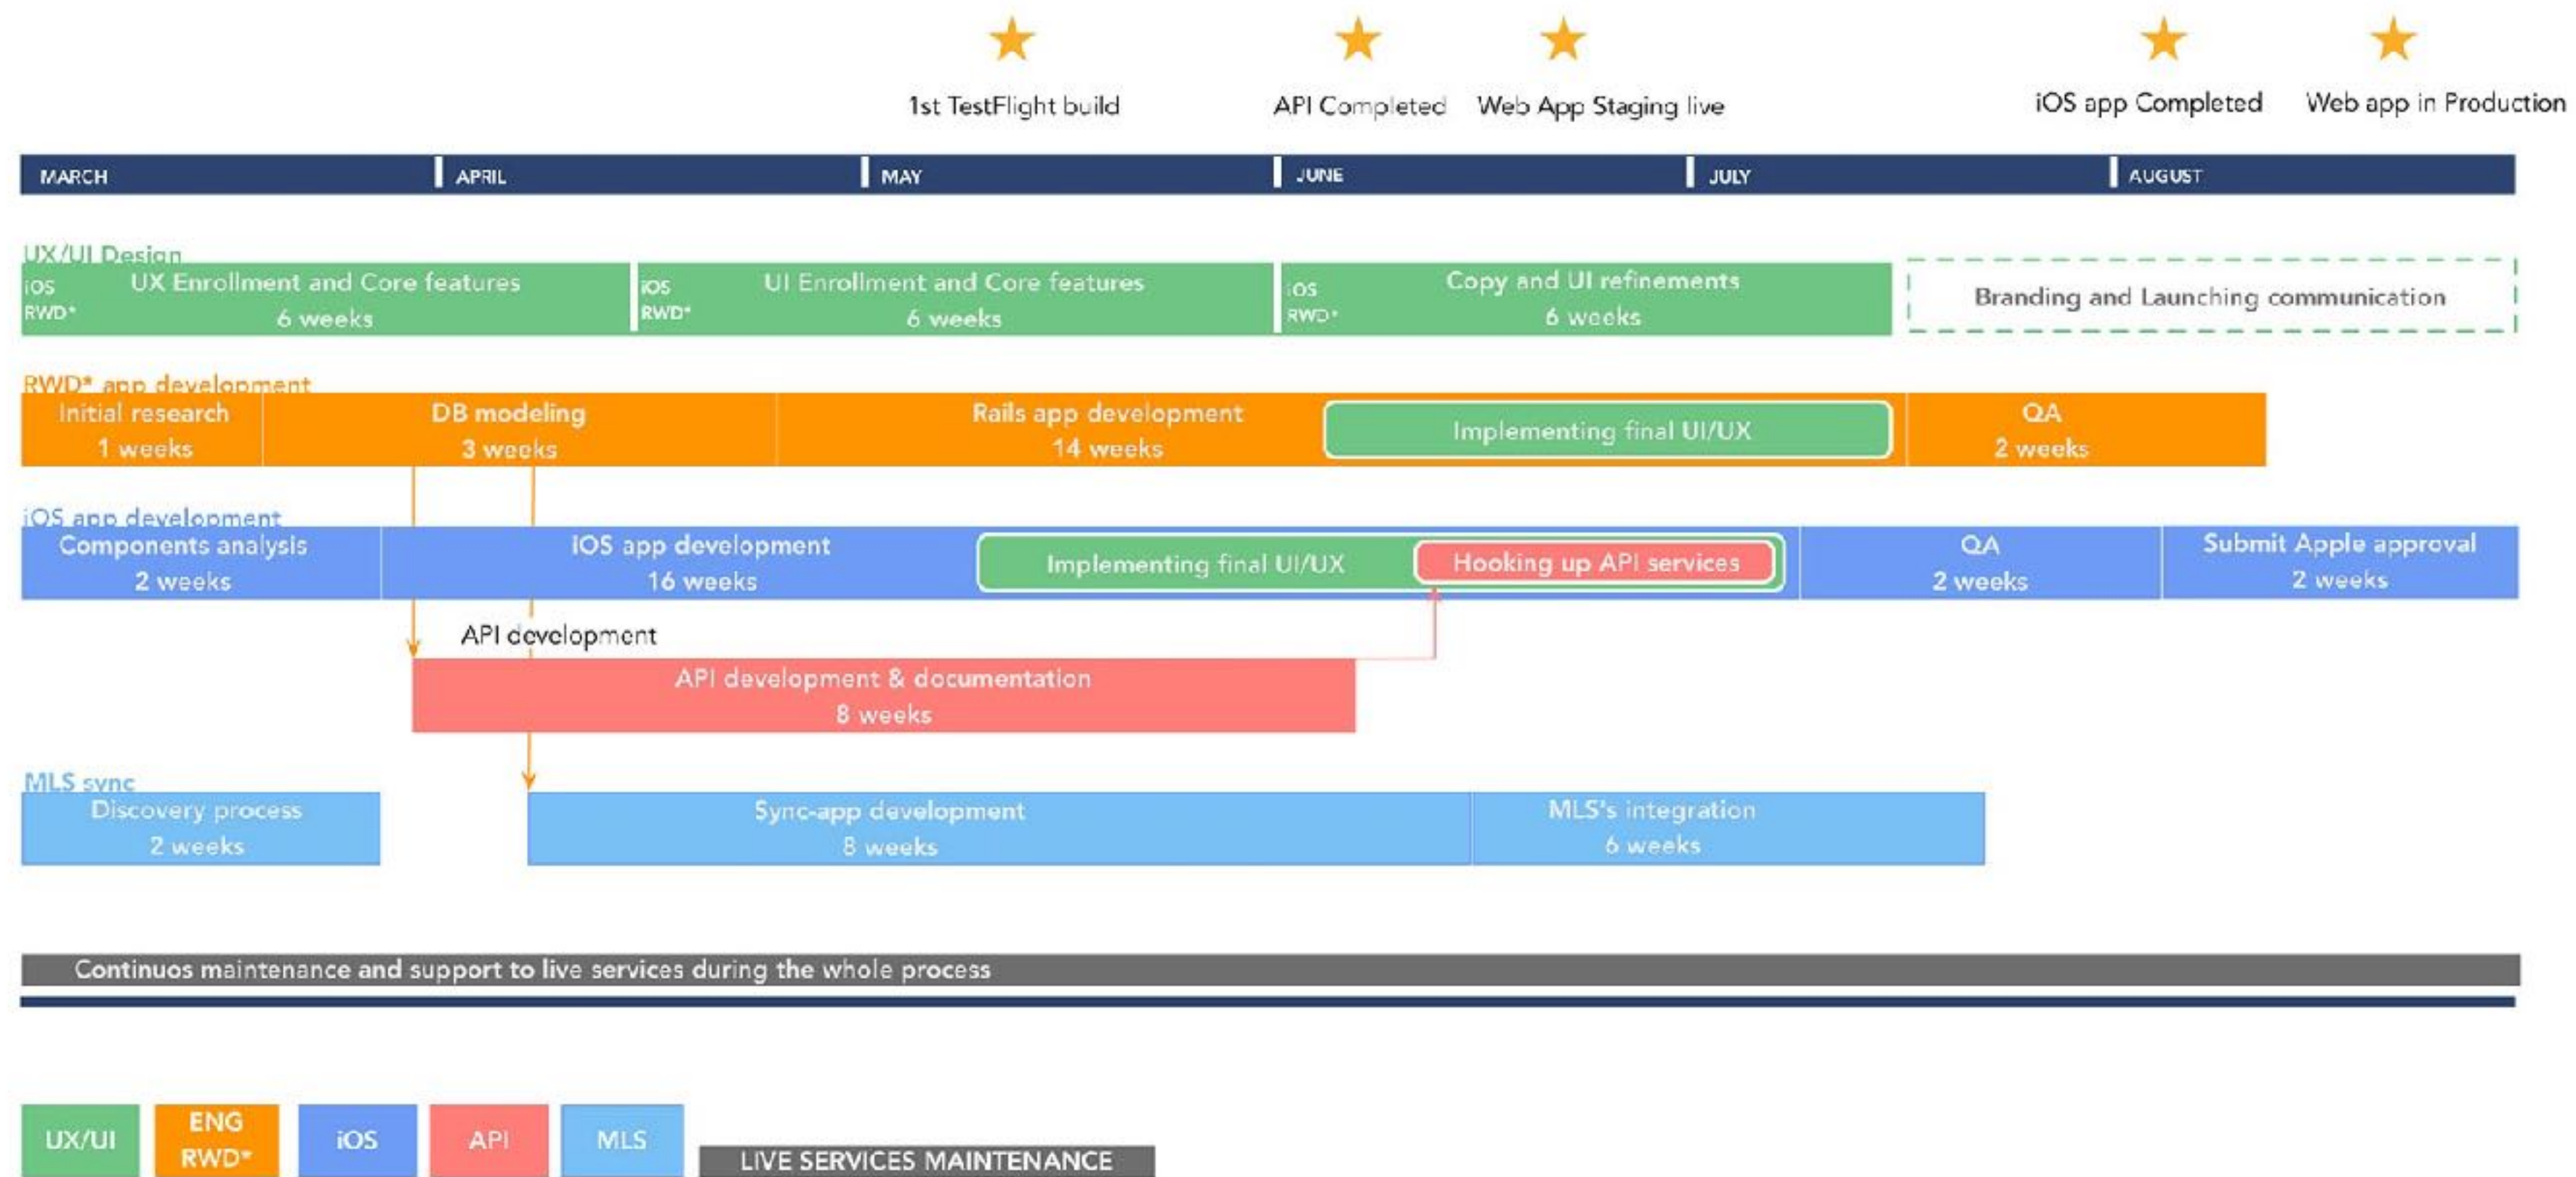 1st TestFlight build
API Completed
Web App Staging live
iOS app Completed
Web app in Production
MARCH
APRIL
MAY
JUNE
JULY
AUGUST
UX/UI Design
iOS
RWD*
UX Enrollment and Core features
6 weeks
iOS
RWD*
UI Enrollment and Core features
6 weeks
iOS
RWD*
Copy and UI refinements
6 weeks
Branding and Launching communication
RWD* app development
Initial research
1 weeks
DB modeling
3 weeks
Rails app development
14 weeks
Implementing final UI/UX
QA
2 weeks
iOS app development
Components analysis
2 weeks
iOS app development
16 weeks
Implementing final UI/UX
Hooking up API services
QA
2 weeks
Submit Apple approval
2 weeks
API development
API development & documentation
8 weeks
MLS sync
Discovery process
2 weeks
Sync-app development
8 weeks
MLS's integration
6 weeks
Continuos maintenance and support to live services during the whole process
UX/UI
ENG
RWD*
iOS
API
MLS
LIVE SERVICES MAINTENANCE